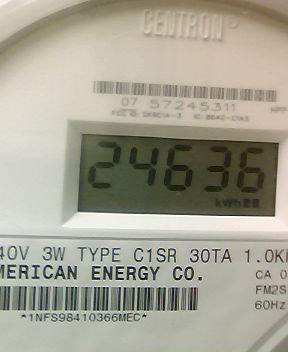 CENTRON®
07 57245311
24636
kWh
40V 3W TYPE C1SR 30TA 1.0K
MERICAN ENERGY CO.
CA 0
FM2S
60Hz
*1NFS98410366MEC*